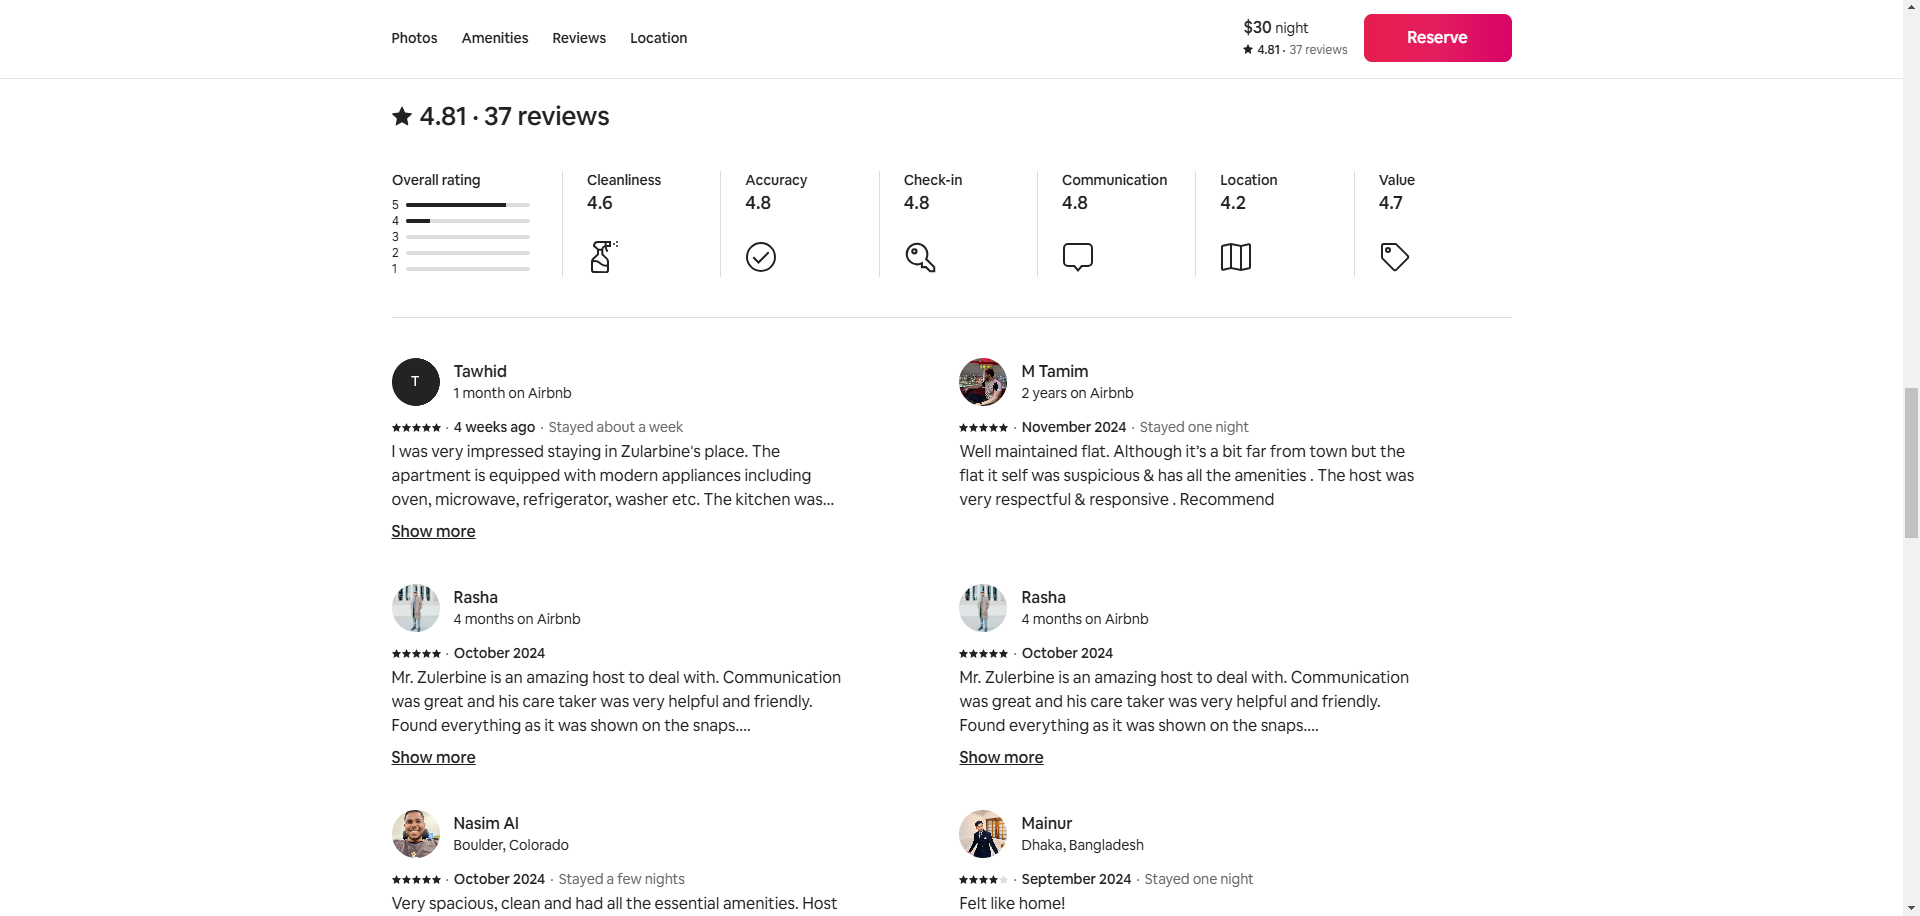 Photos Amenities Reviews Location
$30 night
★ 4.81 · 37 reviews
Reserve
★ 4.81 · 37 reviews
Overall rating
5
4
3
2
1
Cleanliness
4.6
Accuracy
4.8
Check-in
4.8
Communication
4.8
Location
4.2
Value
4.7
T
Tawhid
1 month on Airbnb
★★★★★ · 4 weeks ago · Stayed about a week
I was very impressed staying in Zularbine's place. The
apartment is equipped with modern appliances including
oven, microwave, refrigerator, washer etc. The kitchen was...
Show more
M Tamim
2 years on Airbnb
★★★★★ · November 2024 · Stayed one night
Well maintained flat. Although it’s a bit far from town but the
flat it self was suspicious & has all the amenities . The host was
very respectful & responsive . Recommend
Rasha
4 months on Airbnb
★★★★★ · October 2024
Mr. Zulerbine is an amazing host to deal with. Communication
was great and his care taker was very helpful and friendly.
Found everything as it was shown on the snaps....
Show more
Rasha
4 months on Airbnb
★★★★★ · October 2024
Mr. Zulerbine is an amazing host to deal with. Communication
was great and his care taker was very helpful and friendly.
Found everything as it was shown on the snaps....
Show more
Nasim Al
Boulder, Colorado
★★★★★ · October 2024 · Stayed a few nights
Very spacious, clean and had all the essential amenities. Host
Mainur
Dhaka, Bangladesh
★★★★★ · September 2024 · Stayed one night
Felt like home!